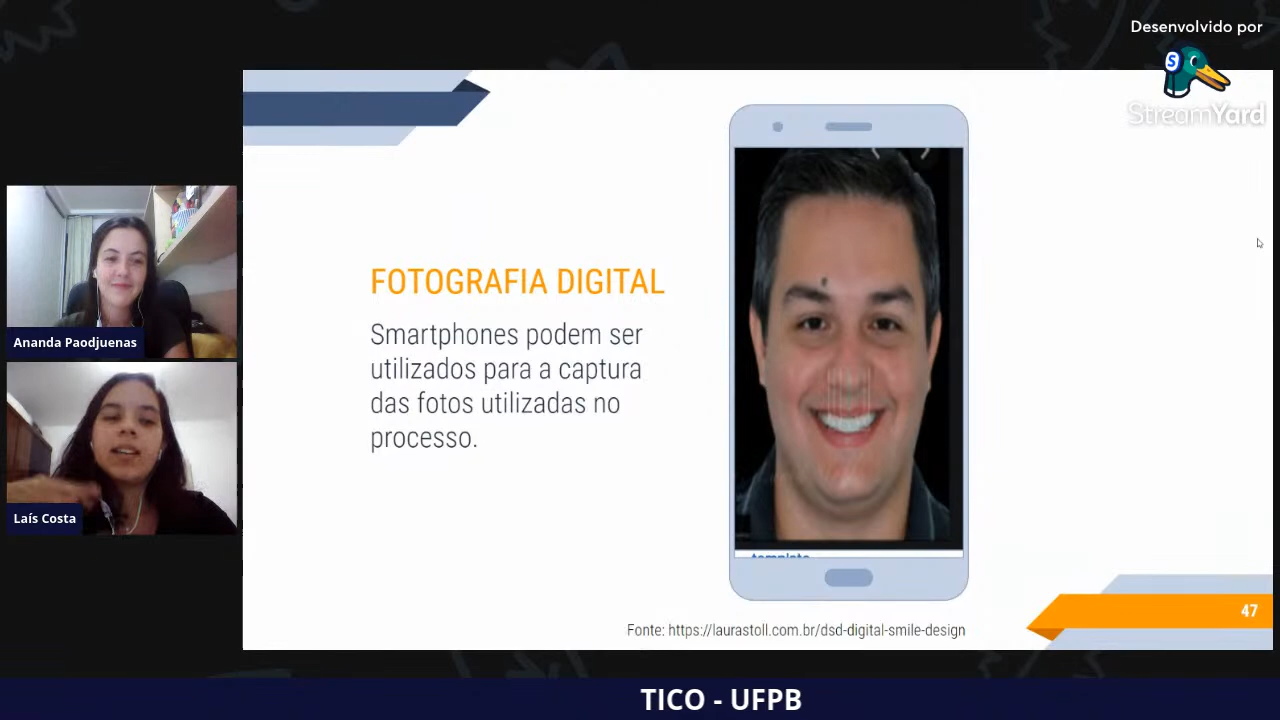 Desenvolvido por
S
StreamYard
FOTOGRAFIA DIGITAL
Smartphones podem ser
utilizados para a captura
das fotos utilizadas no
processo.
Ananda Paodjuenas
Laís Costa
template
47
Fonte: https://laurastoll.com.br/dsd-digital-smile-design
TICO - UFPB